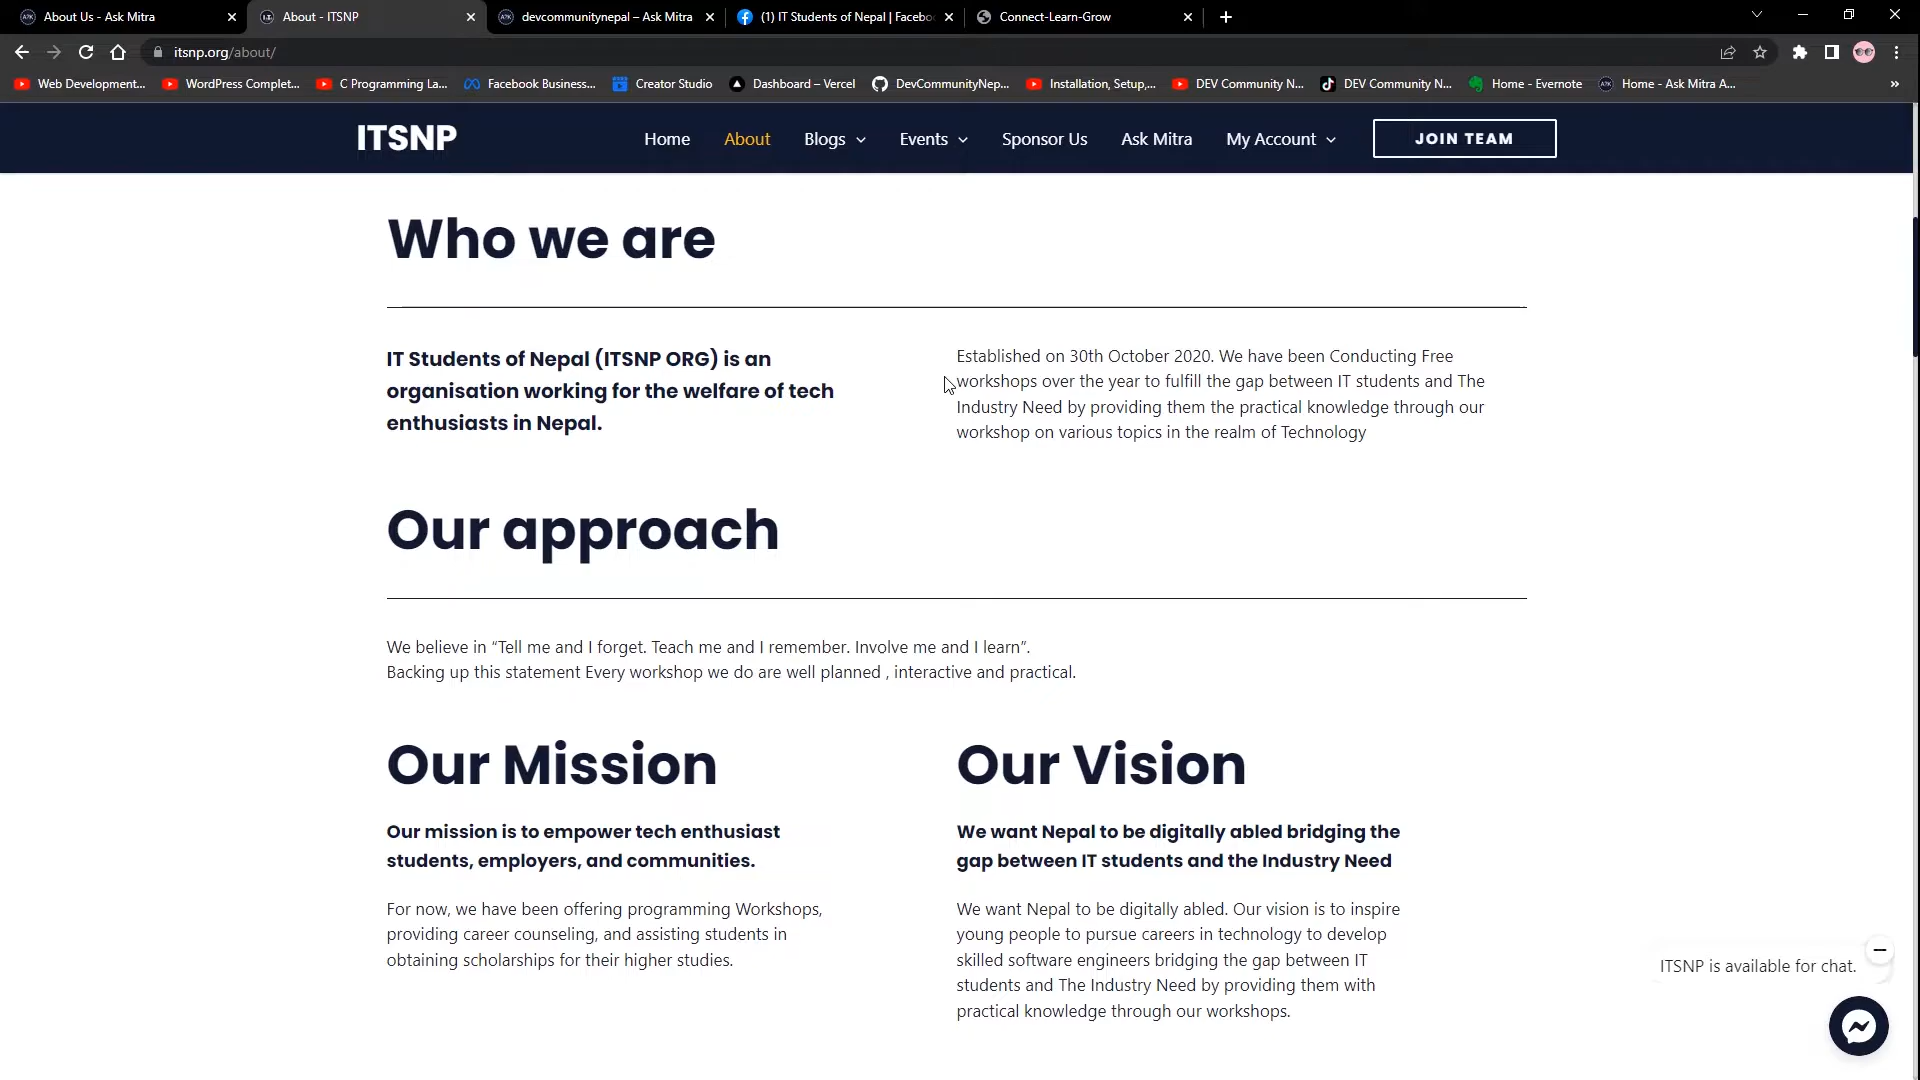 About Us - Ask Mitra
About - ITSNP
devcommunitynepal – Ask Mitra
(1) IT Students of Nepal | Facebo
Connect-Learn-Grow
itsnp.org/about/
Web Development...
WordPress Complet...
C Programming La...
Facebook Business...
Creator Studio
Dashboard – Vercel
DevCommunityNep...
Installation, Setup,...
DEV Community N...
DEV Community N...
Home - Evernote
Home - Ask Mitra A...
»
ITSNP
Home
About
Blogs
Events
Sponsor Us
Ask Mitra
My Account
JOIN TEAM
Who we are
IT Students of Nepal (ITSNP ORG) is an
organisation working for the welfare of tech
enthusiasts in Nepal.
Established on 30th October 2020. We have been Conducting Free
workshops over the year to fulfill the gap between IT students and The
Industry Need by providing them the practical knowledge through our
workshop on various topics in the realm of Technology
Our approach
We believe in “Tell me and I forget. Teach me and I remember. Involve me and I learn”.
Backing up this statement Every workshop we do are well planned , interactive and practical.
Our Mission
Our mission is to empower tech enthusiast
students, employers, and communities.
For now, we have been offering programming Workshops,
providing career counseling, and assisting students in
obtaining scholarships for their higher studies.
Our Vision
We want Nepal to be digitally abled bridging the
gap between IT students and the Industry Need
We want Nepal to be digitally abled. Our vision is to inspire
young people to pursue careers in technology to develop
skilled software engineers bridging the gap between IT
students and The Industry Need by providing them with
practical knowledge through our workshops.
ITSNP is available for chat.